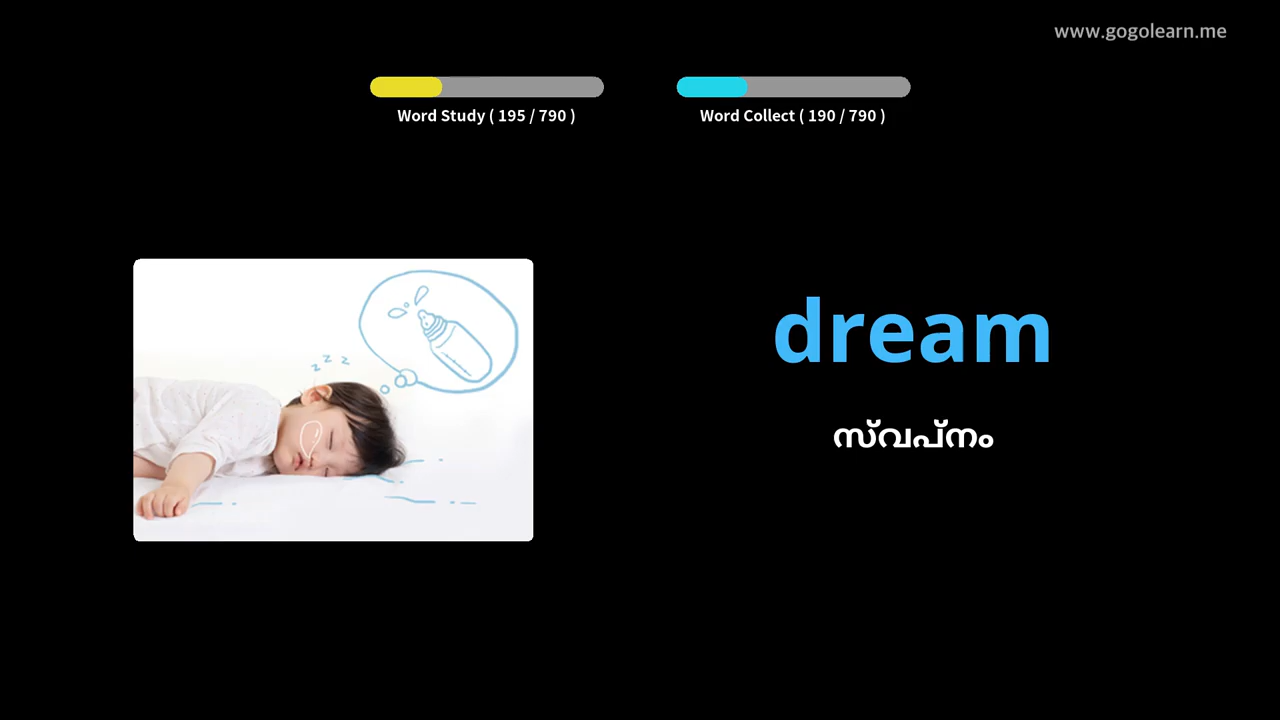 www.gogolearn.me
Word Study ( 195 / 790 )
Word Collect ( 190 / 790 )
z z z
dream
സ്വപ്നം